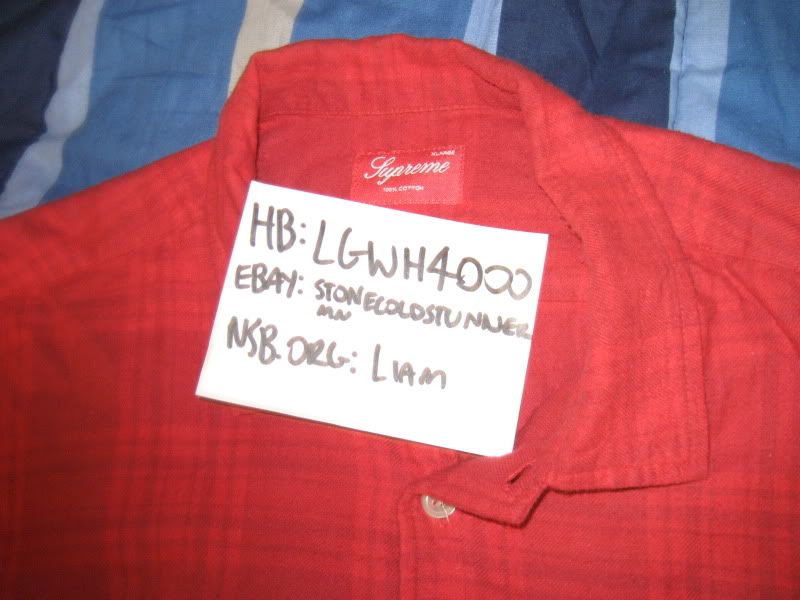 XLARGE
Supreme
100% COTTON
HB: LGWH4000
EBAY: STONECOLDSTUNNER
MN
NSB.ORG: LIAM